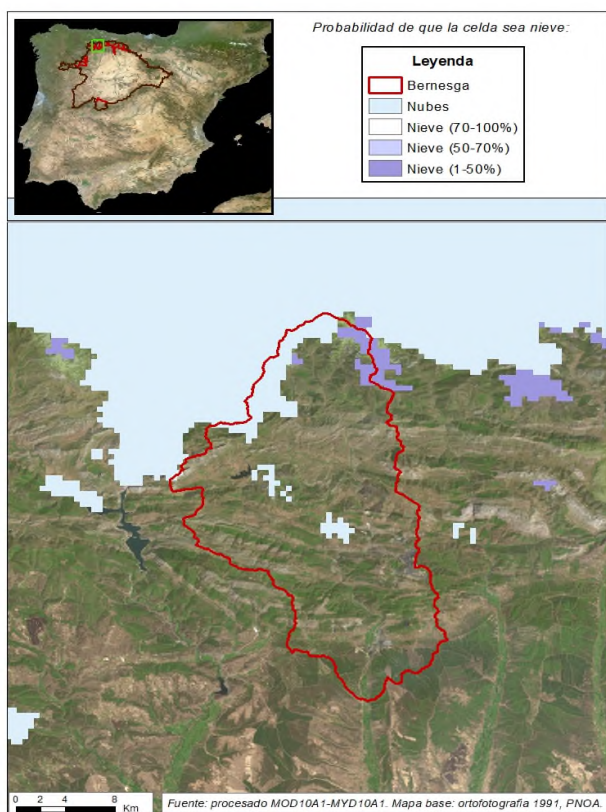 Probabilidad de que la celda sea nieve:
Leyenda
Bernesga
Nubes
Nieve (70-100%)
Nieve (50-70%)
Nieve (1-50%)
0 2 4 8
Km
Fuente: procesado MOD10A1-MYD10A1. Mapa base: ortofotografia 1991, PNOA